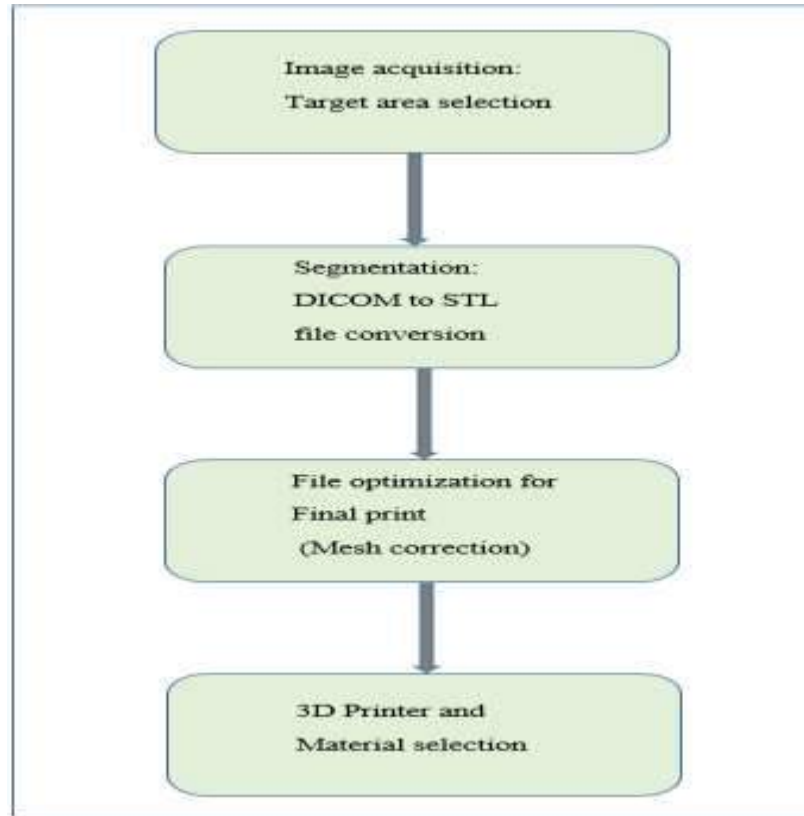 Image acquisition:
Target area selection
Segmentation:
DICOM to STL
file conversion
File optimization for
Final print
(Mesh correction)
3D Printer and
Material selection